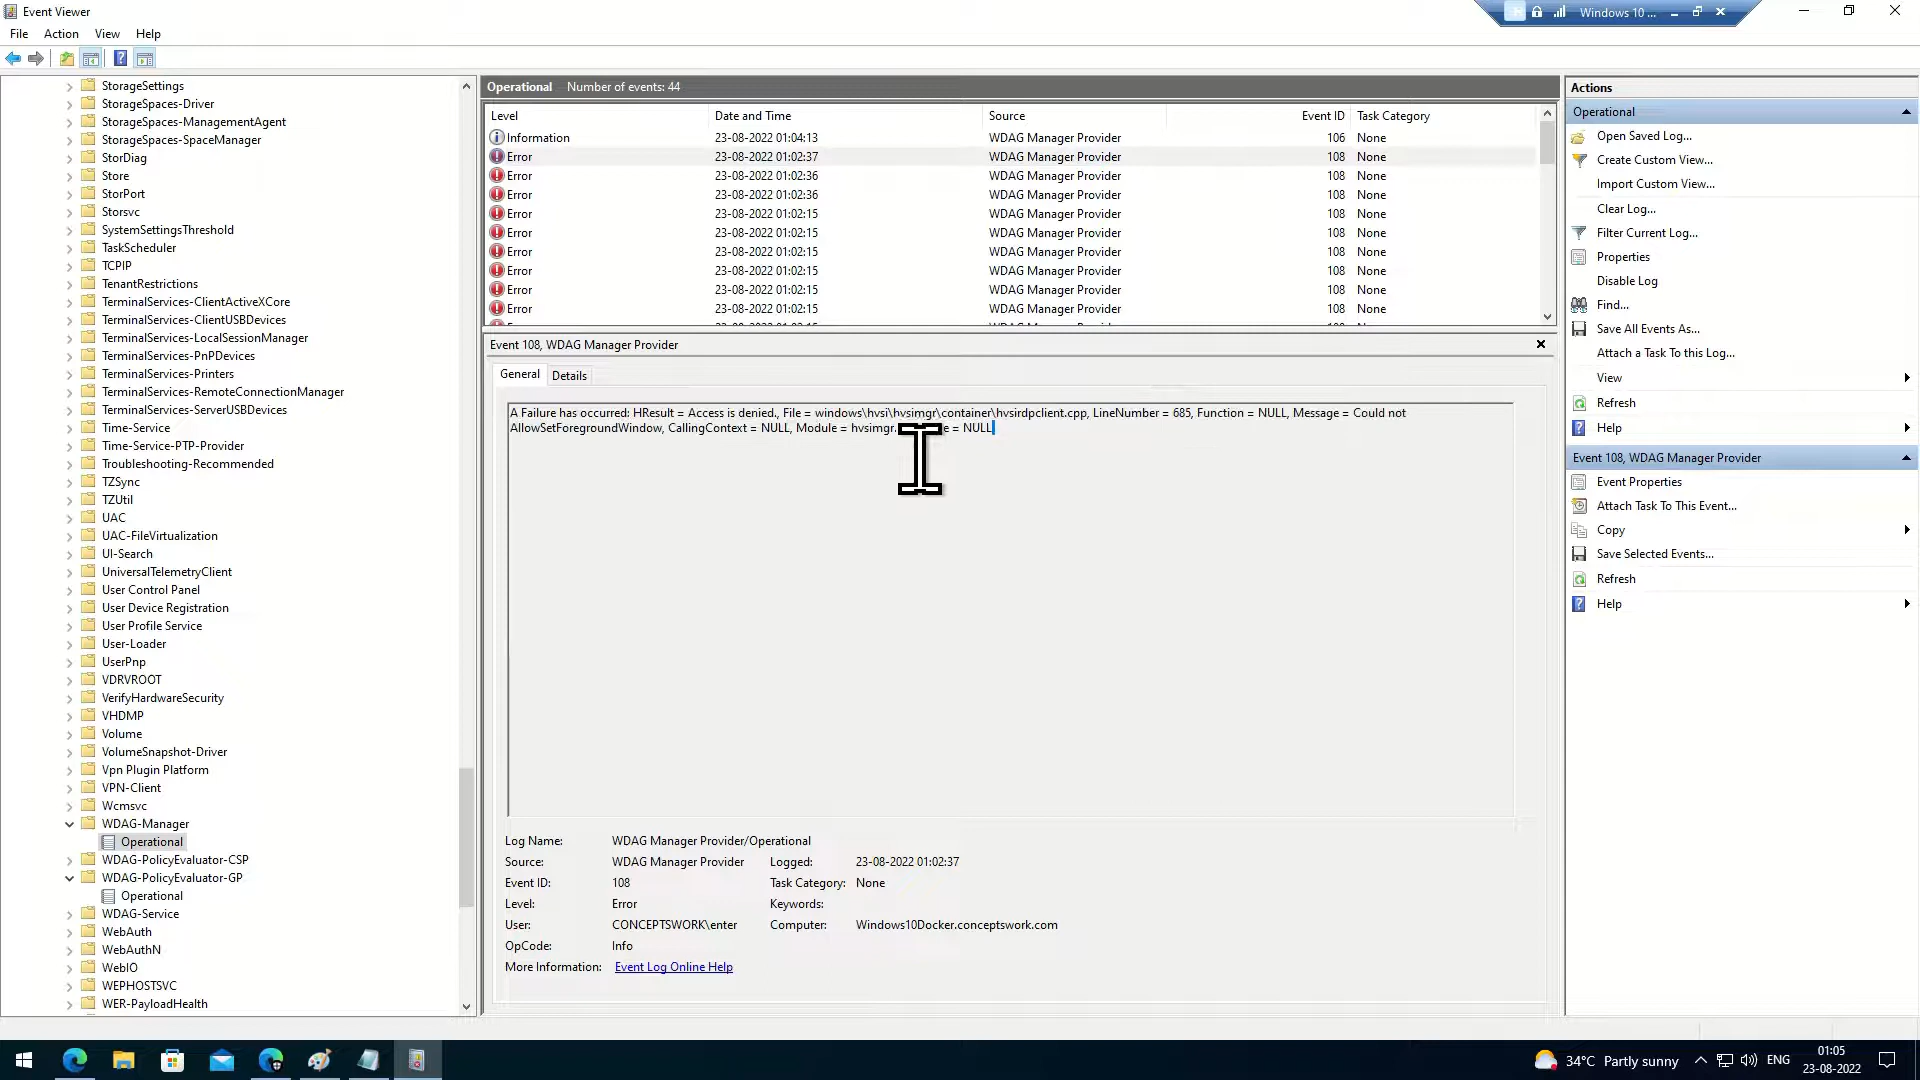 Event Viewer
Windows 10 ...
File Action View Help
StorageSettings
StorageSpaces-Driver
StorageSpaces-ManagementAgent
StorageSpaces-SpaceManager
StorDiag
Store
StorPort
Storsvc
SystemSettingsThreshold
TaskScheduler
TCPIP
TenantRestrictions
TerminalServices-ClientActiveXCore
TerminalServices-ClientUSBDevices
TerminalServices-LocalSessionManager
TerminalServices-PnPDevices
TerminalServices-Printers
TerminalServices-RemoteConnectionManager
TerminalServices-ServerUSBDevices
Time-Service
Time-Service-PTP-Provider
Troubleshooting-Recommended
TZSync
TZUtil
UAC
UAC-FileVirtualization
UI-Search
UniversalTelemetryClient
User Control Panel
User Device Registration
User Profile Service
User-Loader
UserPnp
VDRVROOT
VerifyHardwareSecurity
VHDMP
Volume
VolumeSnapshot-Driver
Vpn Plugin Platform
VPN-Client
Wcmsvc
WDAG-Manager
Operational
WDAG-PolicyEvaluator-CSP
WDAG-PolicyEvaluator-GP
Operational
WDAG-Service
WebAuth
WebAuthN
WebIO
WEPHOSTSVC
WER-PayloadHealth
Operational Number of events: 44
Level Date and Time Source Event ID Task Category
Information 23-08-2022 01:04:13 WDAG Manager Provider 106 None
Error 23-08-2022 01:02:37 WDAG Manager Provider 108 None
Error 23-08-2022 01:02:36 WDAG Manager Provider 108 None
Error 23-08-2022 01:02:36 WDAG Manager Provider 108 None
Error 23-08-2022 01:02:15 WDAG Manager Provider 108 None
Error 23-08-2022 01:02:15 WDAG Manager Provider 108 None
Error 23-08-2022 01:02:15 WDAG Manager Provider 108 None
Error 23-08-2022 01:02:15 WDAG Manager Provider 108 None
Error 23-08-2022 01:02:15 WDAG Manager Provider 108 None
Error 23-08-2022 01:02:15 WDAG Manager Provider 108 None
Event 108, WDAG Manager Provider
General Details
A Failure has occurred: HResult = Access is denied., File = windows\hvsi\hvsimgr\container\hvsirdpclient.cpp, LineNumber = 685, Function = NULL, Message = Could not
AllowSetForegroundWindow, CallingContext = NULL, Module = hvsimgr. = NULL
Log Name: WDAG Manager Provider/Operational
Source: WDAG Manager Provider Logged: 23-08-2022 01:02:37
Event ID: 108 Task Category: None
Level: Error Keywords:
User: CONCEPTSWORK\enter Computer: Windows10Docker.conceptswork.com
OpCode: Info
More Information: Event Log Online Help
Actions
Operational
Open Saved Log...
Create Custom View...
Import Custom View...
Clear Log...
Filter Current Log...
Properties
Disable Log
Find...
Save All Events As...
Attach a Task To this Log...
View
Refresh
Help
Event 108, WDAG Manager Provider
Event Properties
Attach Task To This Event...
Copy
Save Selected Events...
Refresh
Help
34°C Partly sunny
ENG
01:05
23-08-2022